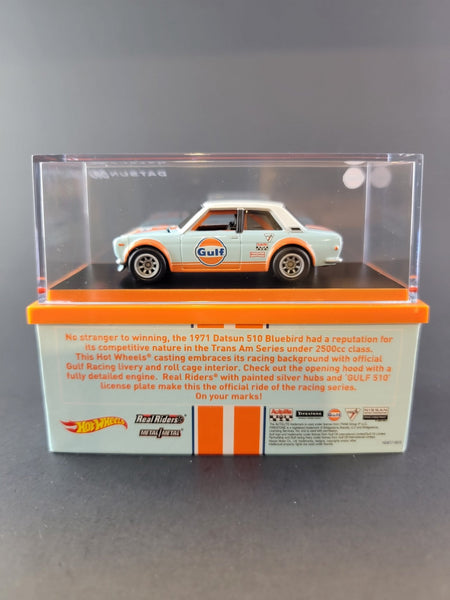 Gulf
No stranger to winning, the 1971 Datsun 510 Bluebird had a reputation for
its competitive nature in the Trans Am Series under 2500cc class.
This Hot Wheels® casting embraces its racing background with official
Gulf Racing livery and roll cage interior. Check out the opening hood with a
fully detailed engine. Real Riders® with painted silver hubs and 'GULF 510'
license plate make this the official ride of the racing series.
On your marks!
Hot Wheels
Real Riders®
METAL METAL
Autolite
Firestone
Gulf
NISSAN